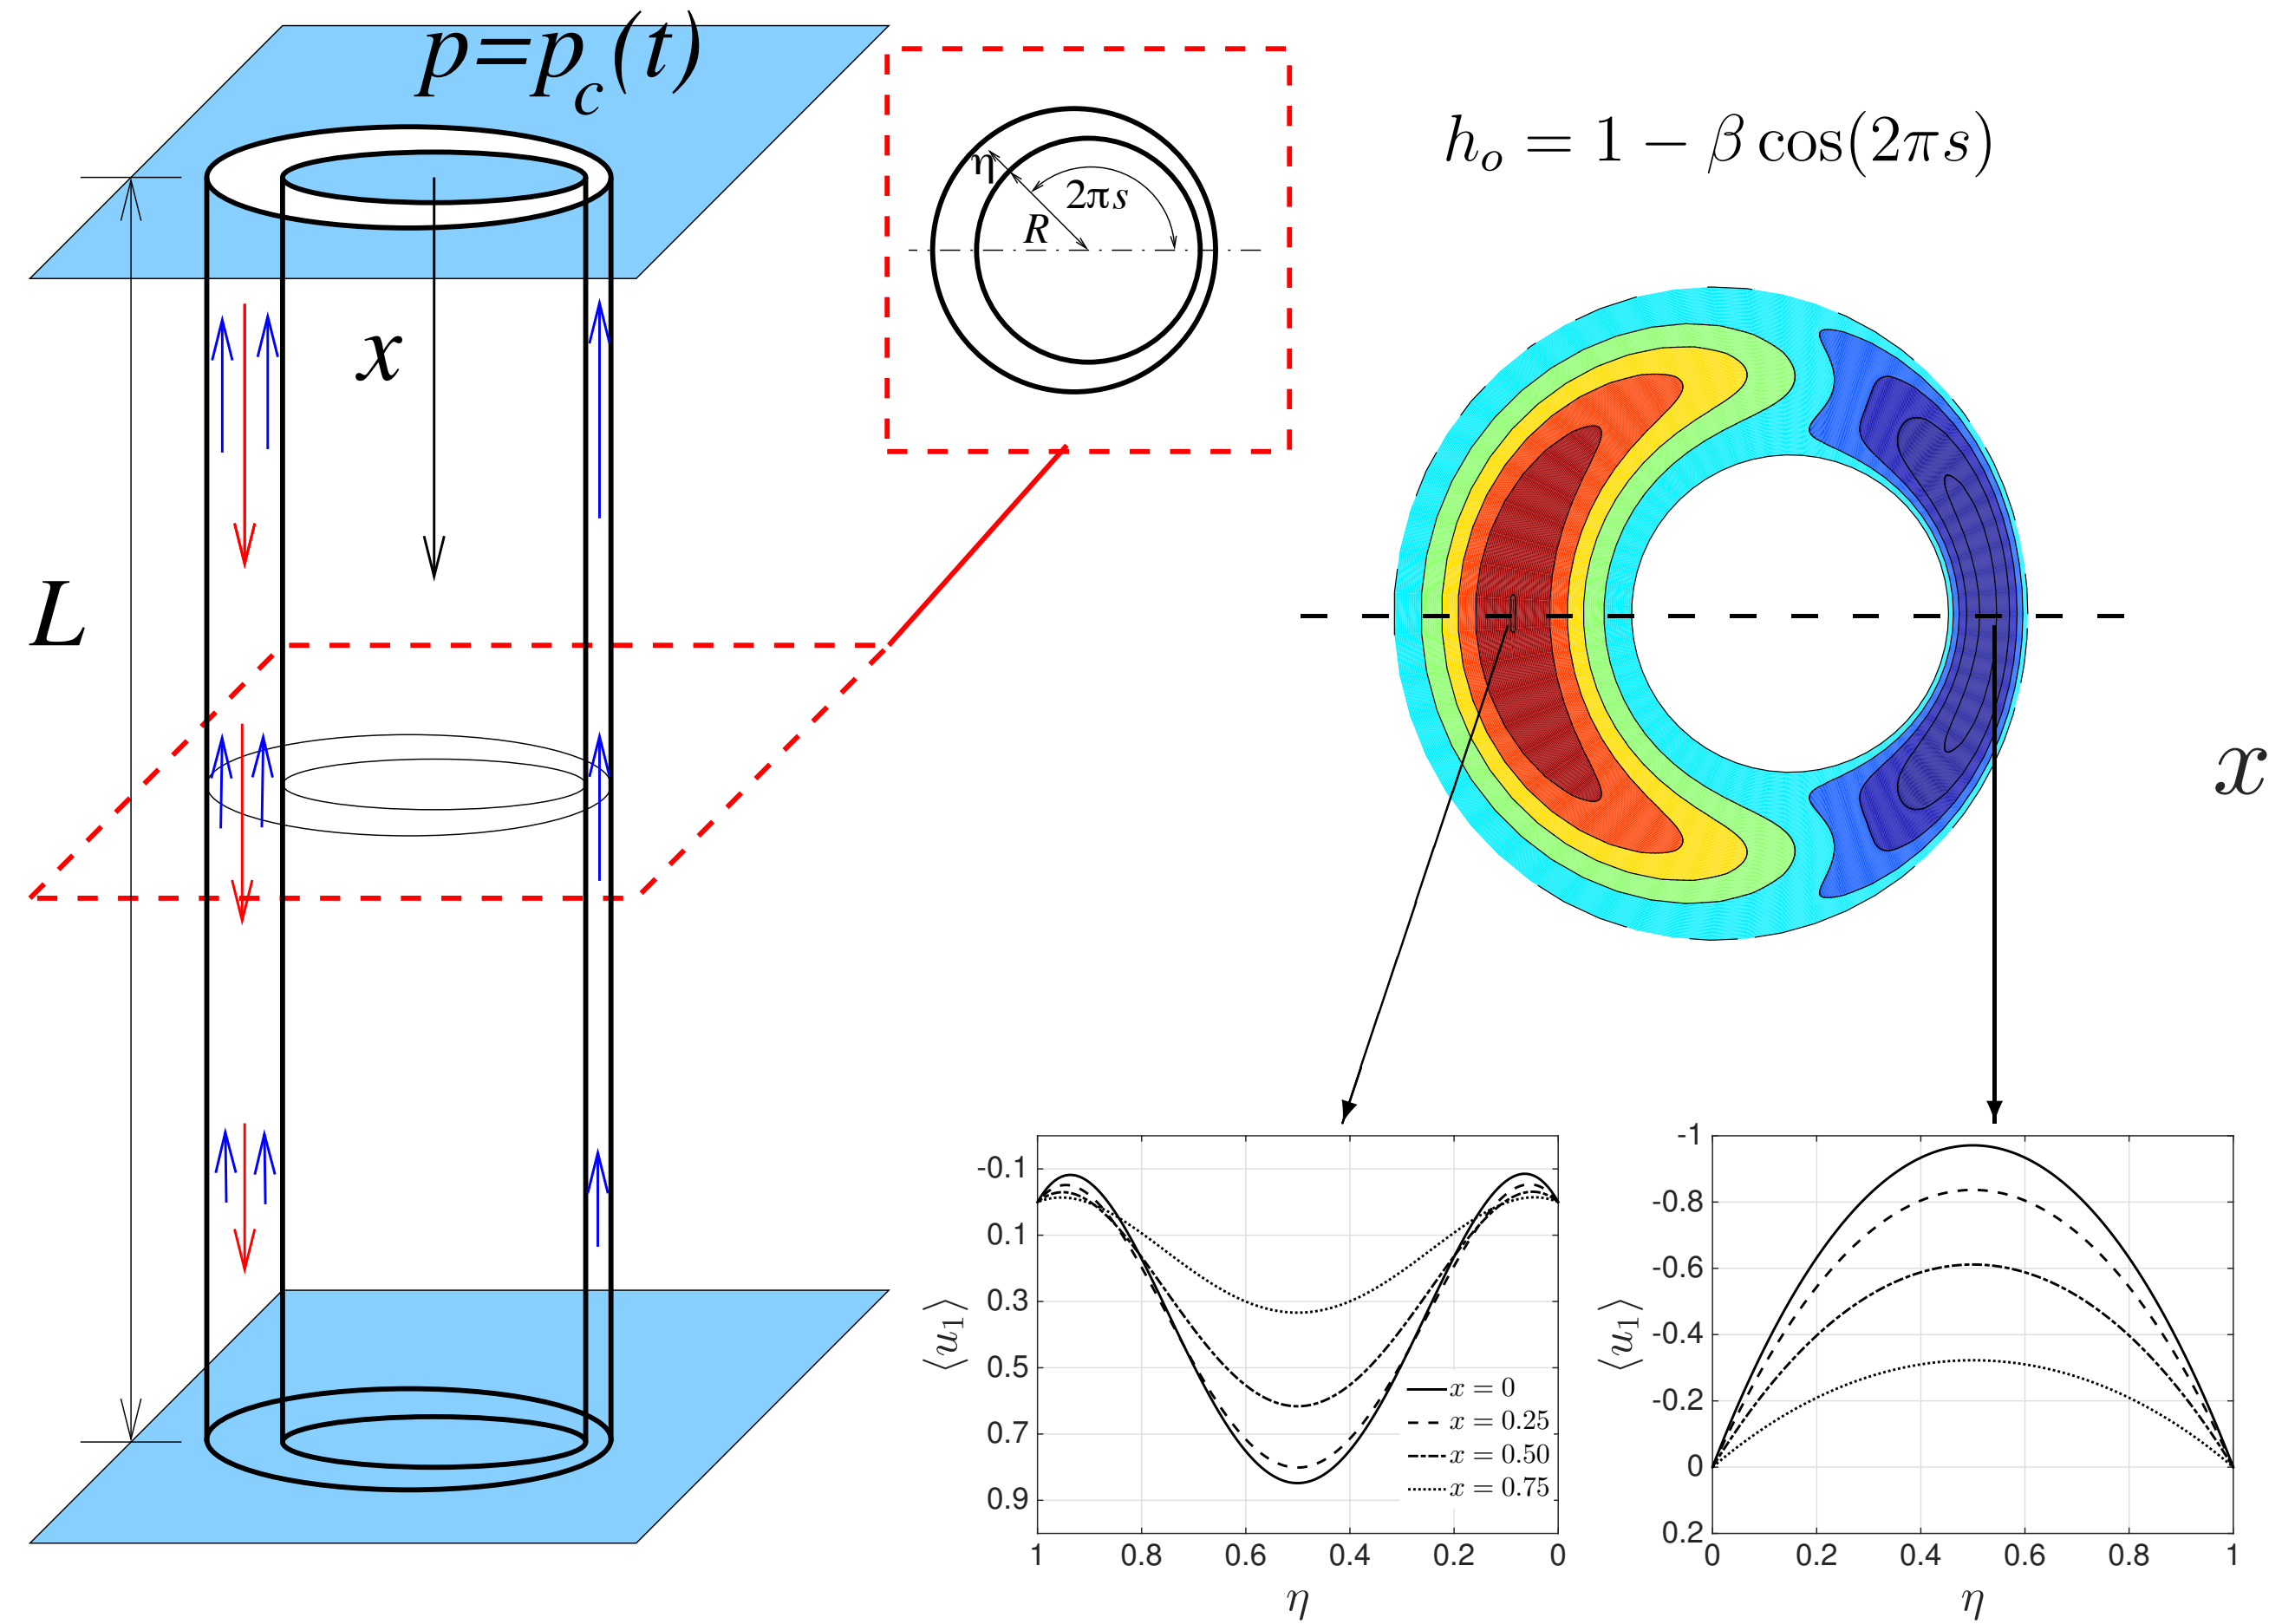 p=p_c(t)
x
L
η
2πs
R
h_o = 1 − β cos(2πs)
x
-0.1
0.1
0.3
0.5
0.7
0.9
1 0.8 0.6 0.4 0.2 0
⟨u_1⟩
η
x = 0
x = 0.25
x = 0.50
x = 0.75
-1
-0.8
-0.6
-0.4
-0.2
0
0.2
0 0.2 0.4 0.6 0.8 1
⟨u_1⟩
η